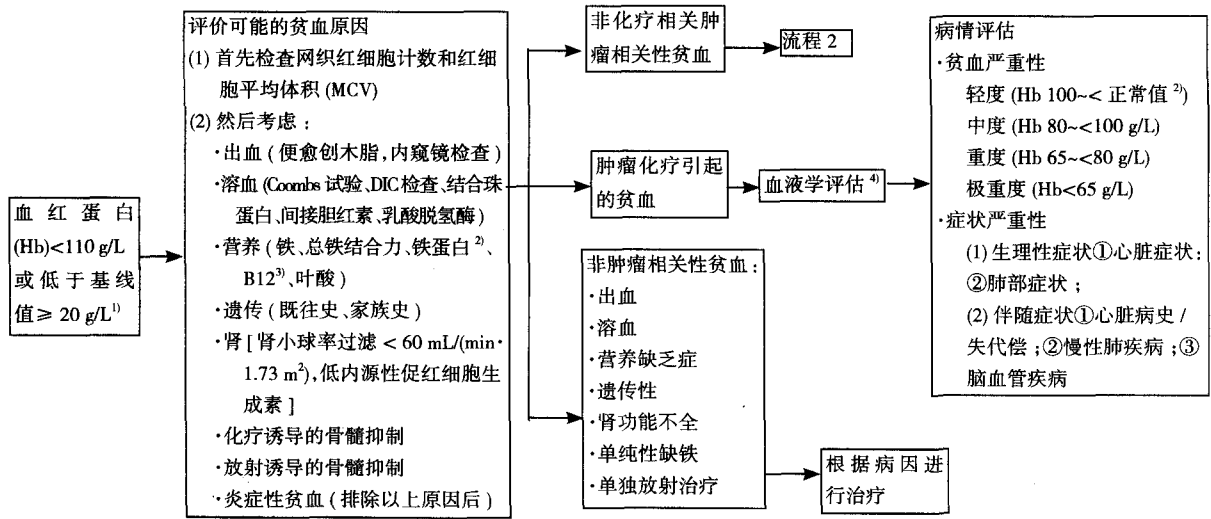 血红蛋白
(Hb)<110 g/L
或低于基线
值≥ 20 g/L1)
评价可能的贫血原因
(1) 首先检查网织红细胞计数和红细
胞平均体积 (MCV)
(2) 然后考虑：
·出血（便愈创木脂，内窥镜检查）
·溶血 (Coombs 试验、DIC 检查、结合珠
蛋白、间接胆红素、乳酸脱氢酶)
·营养（铁、总铁结合力、铁蛋白2)、
B123)、叶酸）
·遗传（既往史、家族史）
·肾 [ 肾小球率过滤 < 60 mL/(min·
1.73 m2)，低内源性促红细胞生
成素 ]
·化疗诱导的骨髓抑制
·放射诱导的骨髓抑制
·炎症性贫血（排除以上原因后）
非化疗相关肿
瘤相关性贫血
流程 2
肿瘤化疗引起
的贫血
血液学评估4)
非肿瘤相关性贫血：
·出血
·溶血
·营养缺乏症
·遗传性
·肾功能不全
·单纯性缺铁
·单独放射治疗
根据病因进
行治疗
病情评估
·贫血严重性
轻度 (Hb 100~< 正常值2))
中度 (Hb 80~<100 g/L)
重度 (Hb 65~<80 g/L)
极重度 (Hb<65 g/L)
·症状严重性
(1) 生理性症状①心脏症状；
②肺部症状；
(2) 伴随症状①心脏病史 /
失代偿；②慢性肺疾病；③
脑血管疾病